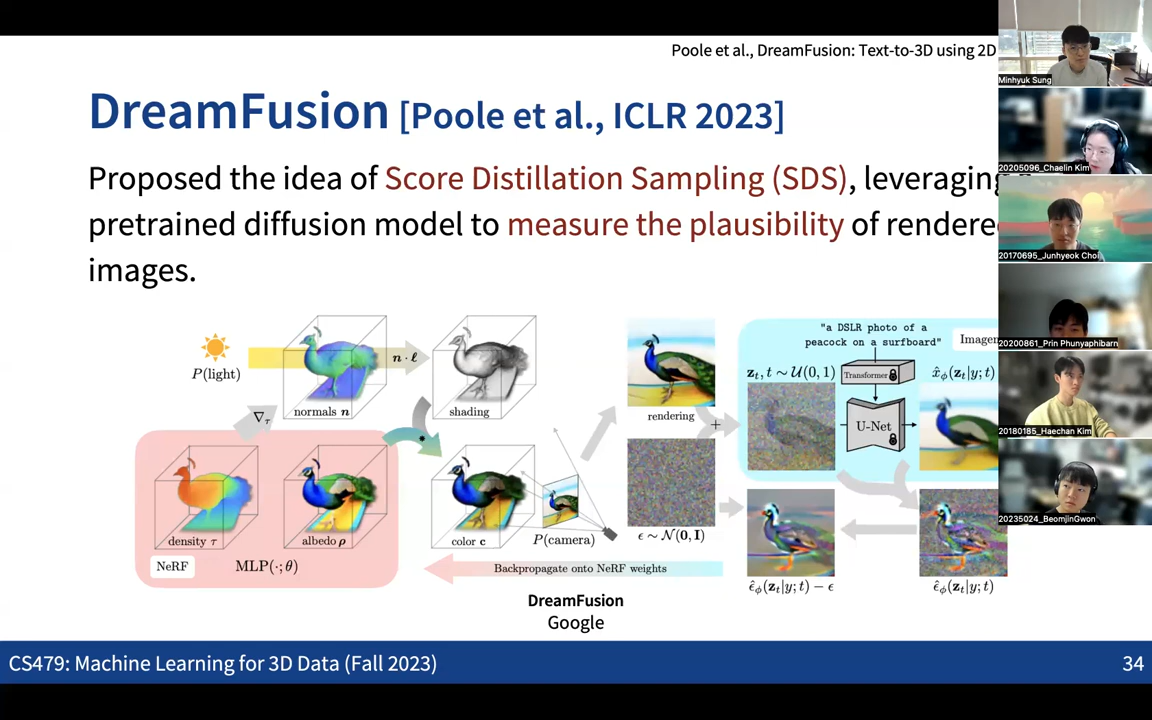 Poole et al., DreamFusion: Text-to-3D using 2D
DreamFusion [Poole et al., ICLR 2023]
Proposed the idea of Score Distillation Sampling (SDS), leveraging
pretrained diffusion model to measure the plausibility of rendere
images.
P(light)
∇τ
normals n
n · ℓ
shading
density τ
albedo ρ
NeRF
MLP(·; θ)
color c
P(camera)
rendering
+
ϵ ∼ N(0, I)
"a DSLR photo of a
peacock on a surfboard"
Imagen
z_t, t ∼ U(0, 1)
Transformer
x̂_ϕ(z_t|y; t)
U-Net
ϵ̂_ϕ(z_t|y; t) − ϵ
ϵ̂_ϕ(z_t|y; t)
Backpropagate onto NeRF weights
DreamFusion
Google
CS479: Machine Learning for 3D Data (Fall 2023)
34
Minhyuk Sung
20205096_Chaelin Kim
20170695_Junhyeok Choi
20200861_Prin Phunyaphibarn
20180185_Haechan Kim
20235024_BeomjinGwon